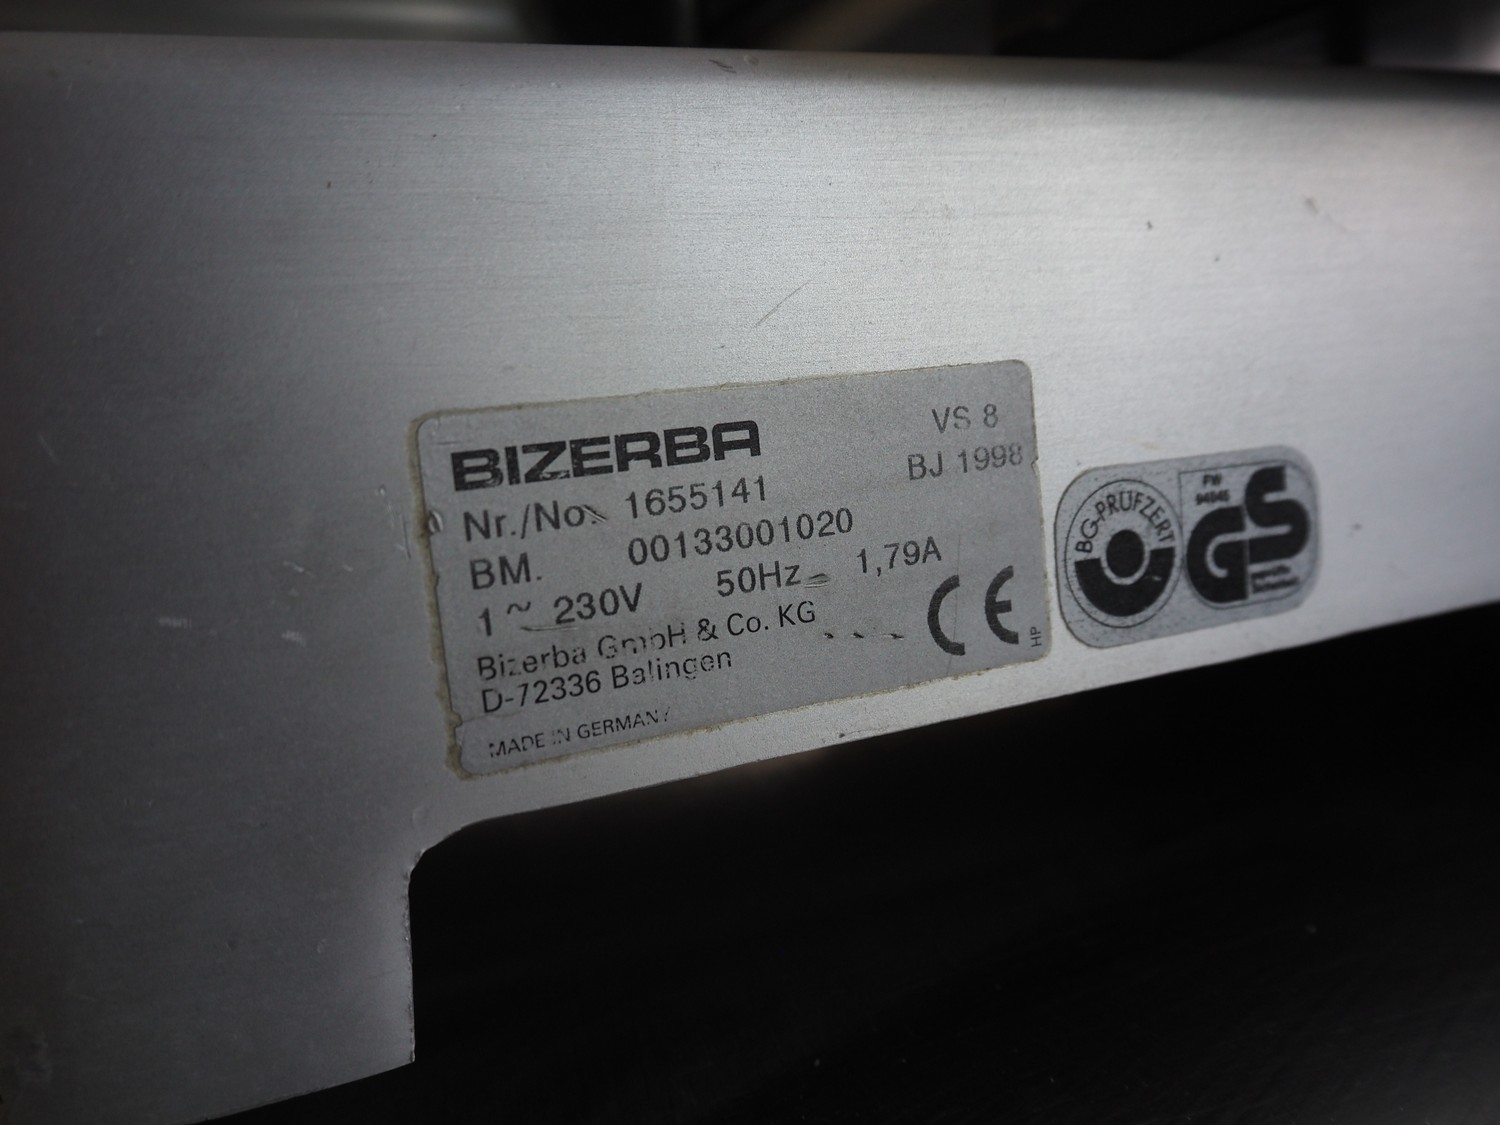 BIZERBA
VS 8
Nr./No. 1655141
BJ 1998
BM. 00133001020
1 ~ 230V 50Hz 1,79A
Bizerba GmbH & Co. KG
D-72336 Balingen
CE
HP
MADE IN GERMANY
BG-PRÜFZERT
GS